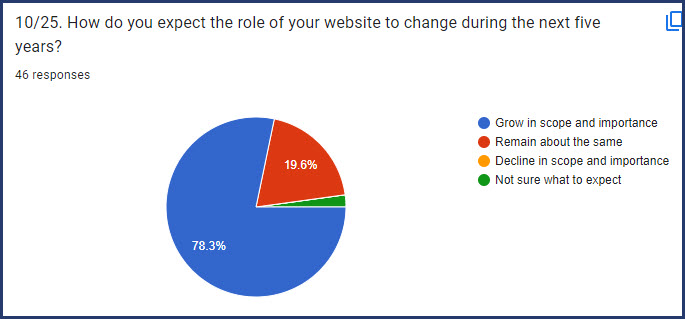 10/25. How do you expect the role of your website to change during the next five
years?
46 responses
Grow in scope and importance
Remain about the same
Decline in scope and importance
Not sure what to expect
19.6%
78.3%